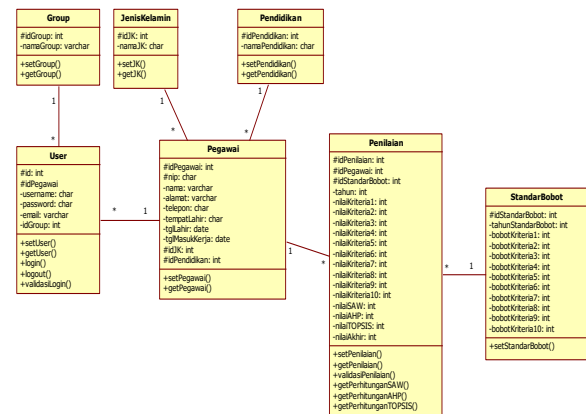 Group
#idGroup: int
-namaGroup: varchar
+setGroup()
+getGroup()
JenisKelamin
#idJK: int
-namaJK: char
+setJK()
+getJK()
Pendidikan
#idPendidikan: int
-namaPendidikan: char
+setPendidikan()
+getPendidikan()
1
1
1
*
*
*
User
#id: int
#idPegawai
-username: char
-password: char
-email: varchar
-idGroup: int
+setUser()
+getUser()
+login()
+logout()
+validasiLogin()
*
1
Pegawai
#idPegawai: int
#nip: char
-nama: varchar
-alamat: varchar
-telepon: char
-tempatLahir: char
-tglLahir: date
-tglMasukKerja: date
#idJK: int
#idPendidikan: int
+setPegawai()
+getPegawai()
1
*
Penilaian
#idPenilaian: int
#idPegawai: int
#idStandarBobot: int
-tahun: int
-nilaiKriteria1: int
-nilaiKriteria2: int
-nilaiKriteria3: int
-nilaiKriteria4: int
-nilaiKriteria5: int
-nilaiKriteria6: int
-nilaiKriteria7: int
-nilaiKriteria8: int
-nilaiKriteria9: int
-nilaiKriteria10: int
-nilaiSAW: int
-nilaiAHP: int
-nilaiTOPSIS: int
-nilaiAkhir: int
+setPenilaian()
+getPenilaian()
+validasiPenilaian()
+getPerhitunganSAW()
+getPerhitunganAHP()
+getPerhitunganTOPSIS()
*
1
StandarBobot
#idStandarBobot: int
-tahunStandarBobot: int
-bobotKriteria1: int
-bobotKriteria2: int
-bobotKriteria3: int
-bobotKriteria4: int
-bobotKriteria5: int
-bobotKriteria6: int
-bobotKriteria7: int
-bobotKriteria8: int
-bobotKriteria9: int
-bobotKriteria10: int
+setStandarBobot()